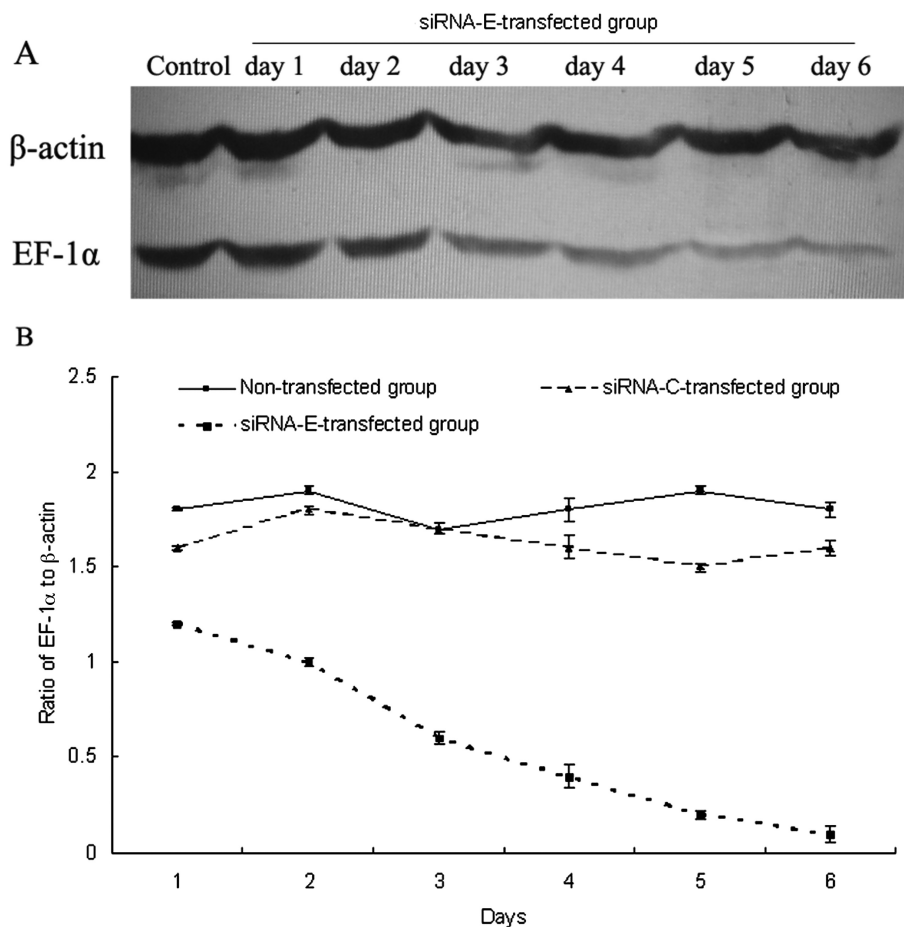 siRNA-E-transfected group
A
Control day 1 day 2 day 3 day 4 day 5 day 6
β-actin
EF-1α
B
2.5
Non-transfected group
siRNA-C-transfected group
siRNA-E-transfected group
2
1.5
1
0.5
0
Ratio of EF-1α to β-actin
1 2 3 4 5 6
Days